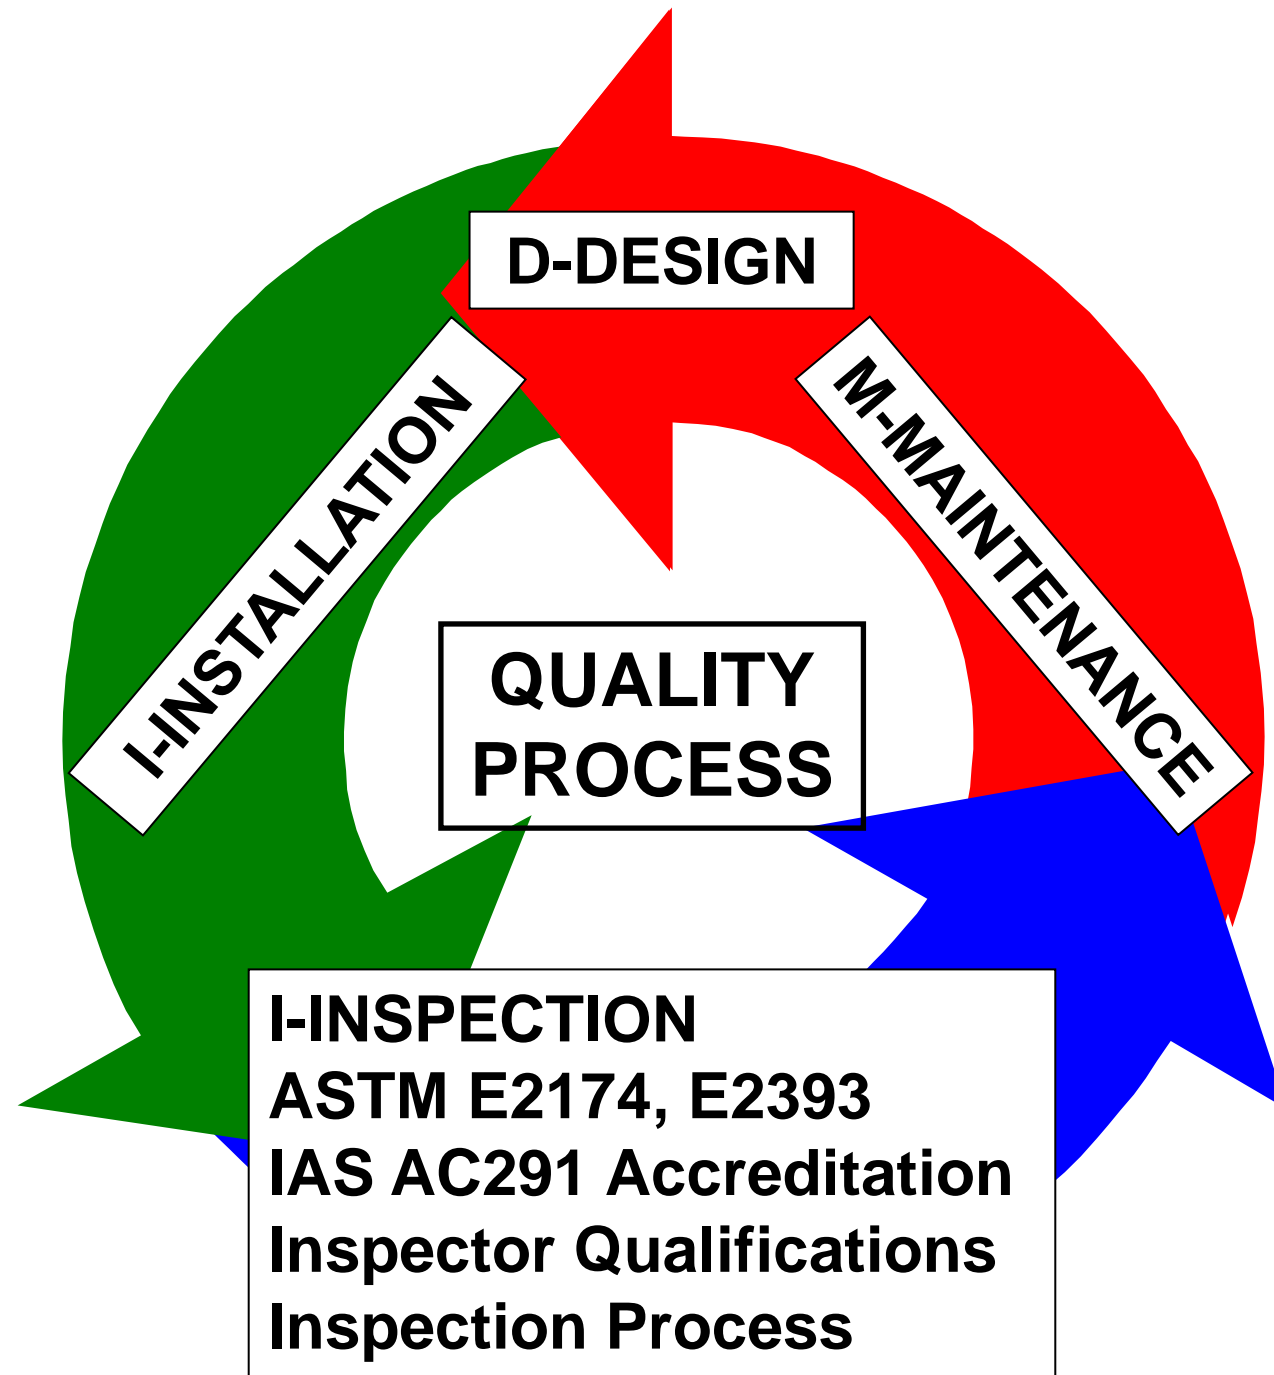 D-DESIGN
I-INSTALLATION
M-MAINTENANCE
QUALITY
PROCESS
I-INSPECTION
ASTM E2174, E2393
IAS AC291 Accreditation
Inspector Qualifications
Inspection Process